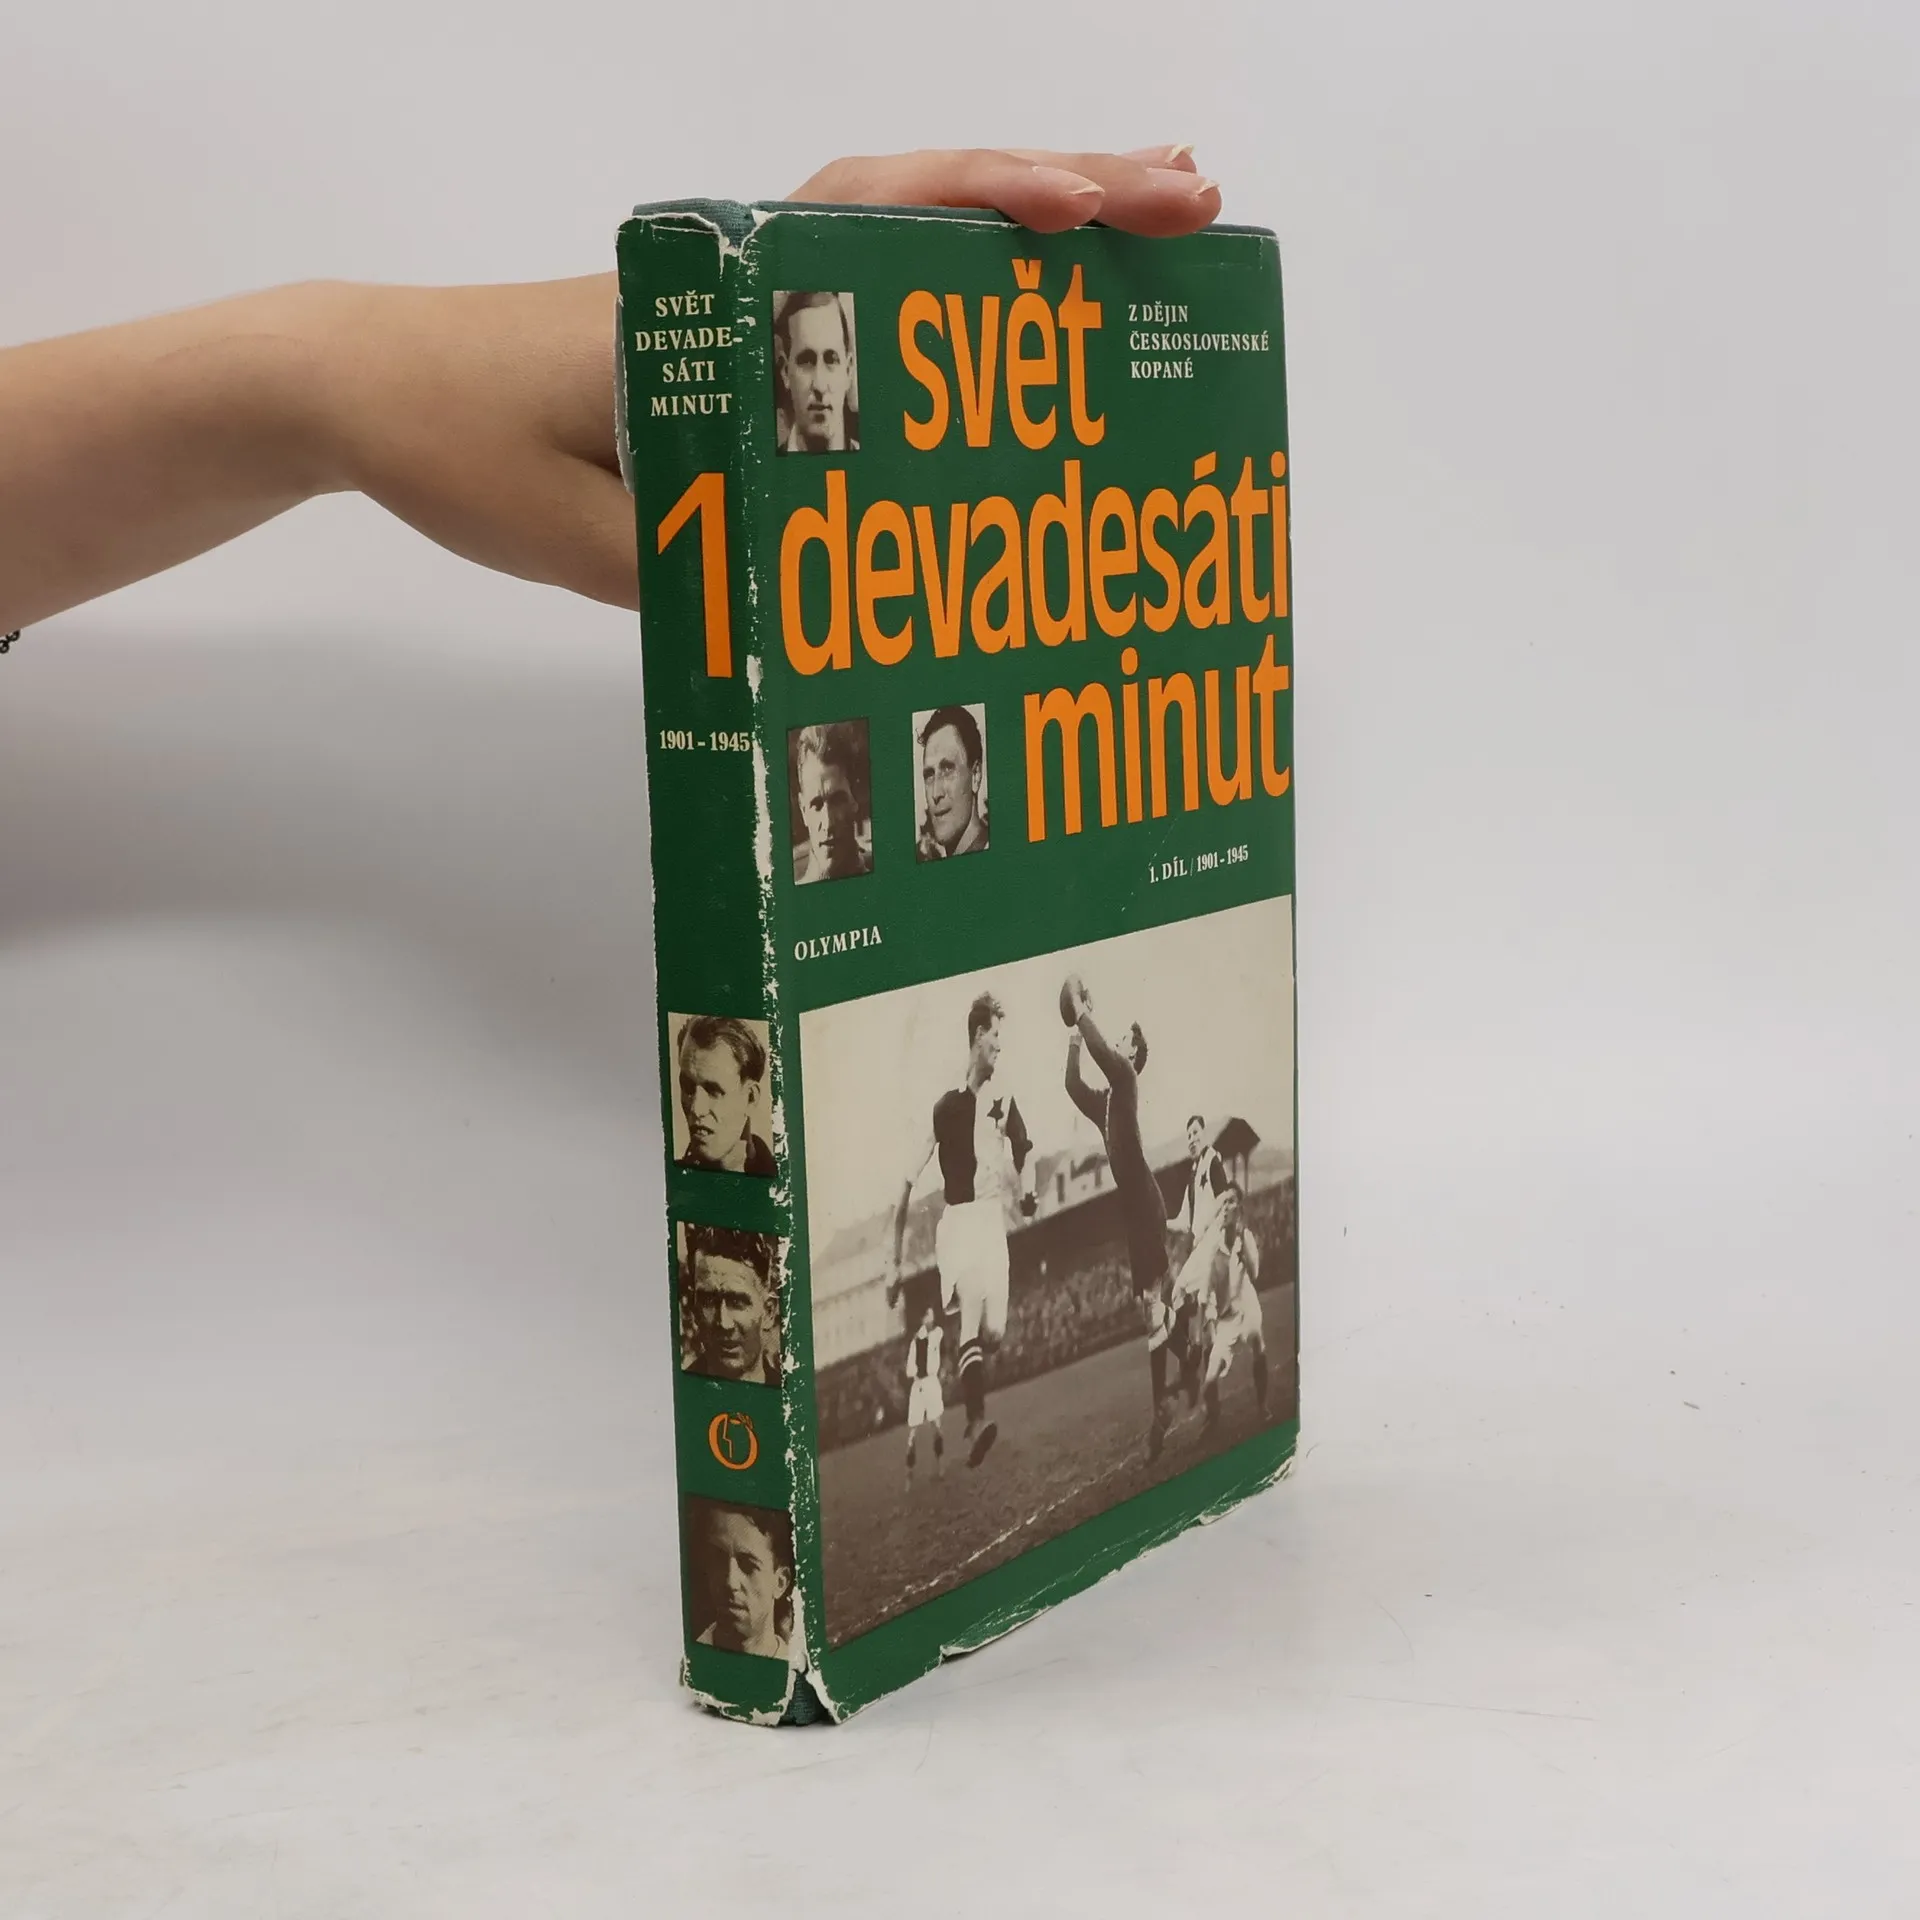 SVĚT
DEVADE-
SÁTI
MINUT
1
1901-1945
svět
Z DĚJIN
ČESKOSLOVENSKÉ
KOPANÉ
devadesáti
minut
1. DÍL / 1901-1945
OLYMPIA